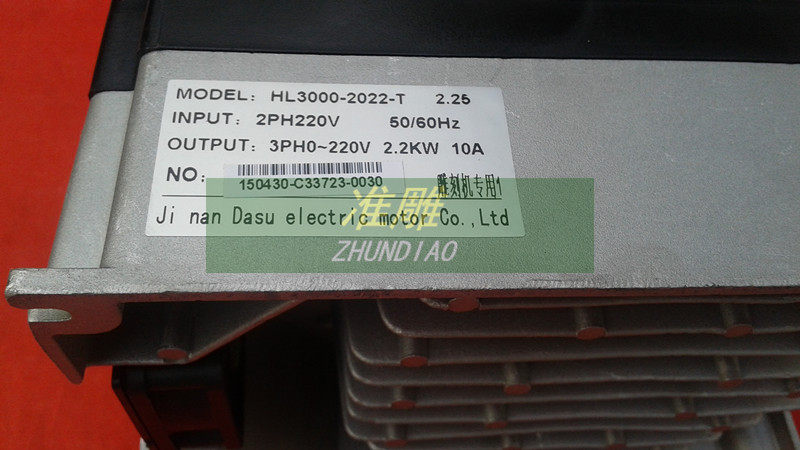 MODEL: HL3000-2022-T 2.25
INPUT: 2PH220V 50/60Hz
OUTPUT: 3PH0~220V 2.2KW 10A
NO:
150430-C33723-0030 雕刻机专用1
准雕
Ji nan Dasu electric motor Co.,Ltd
ZHUNDIAO